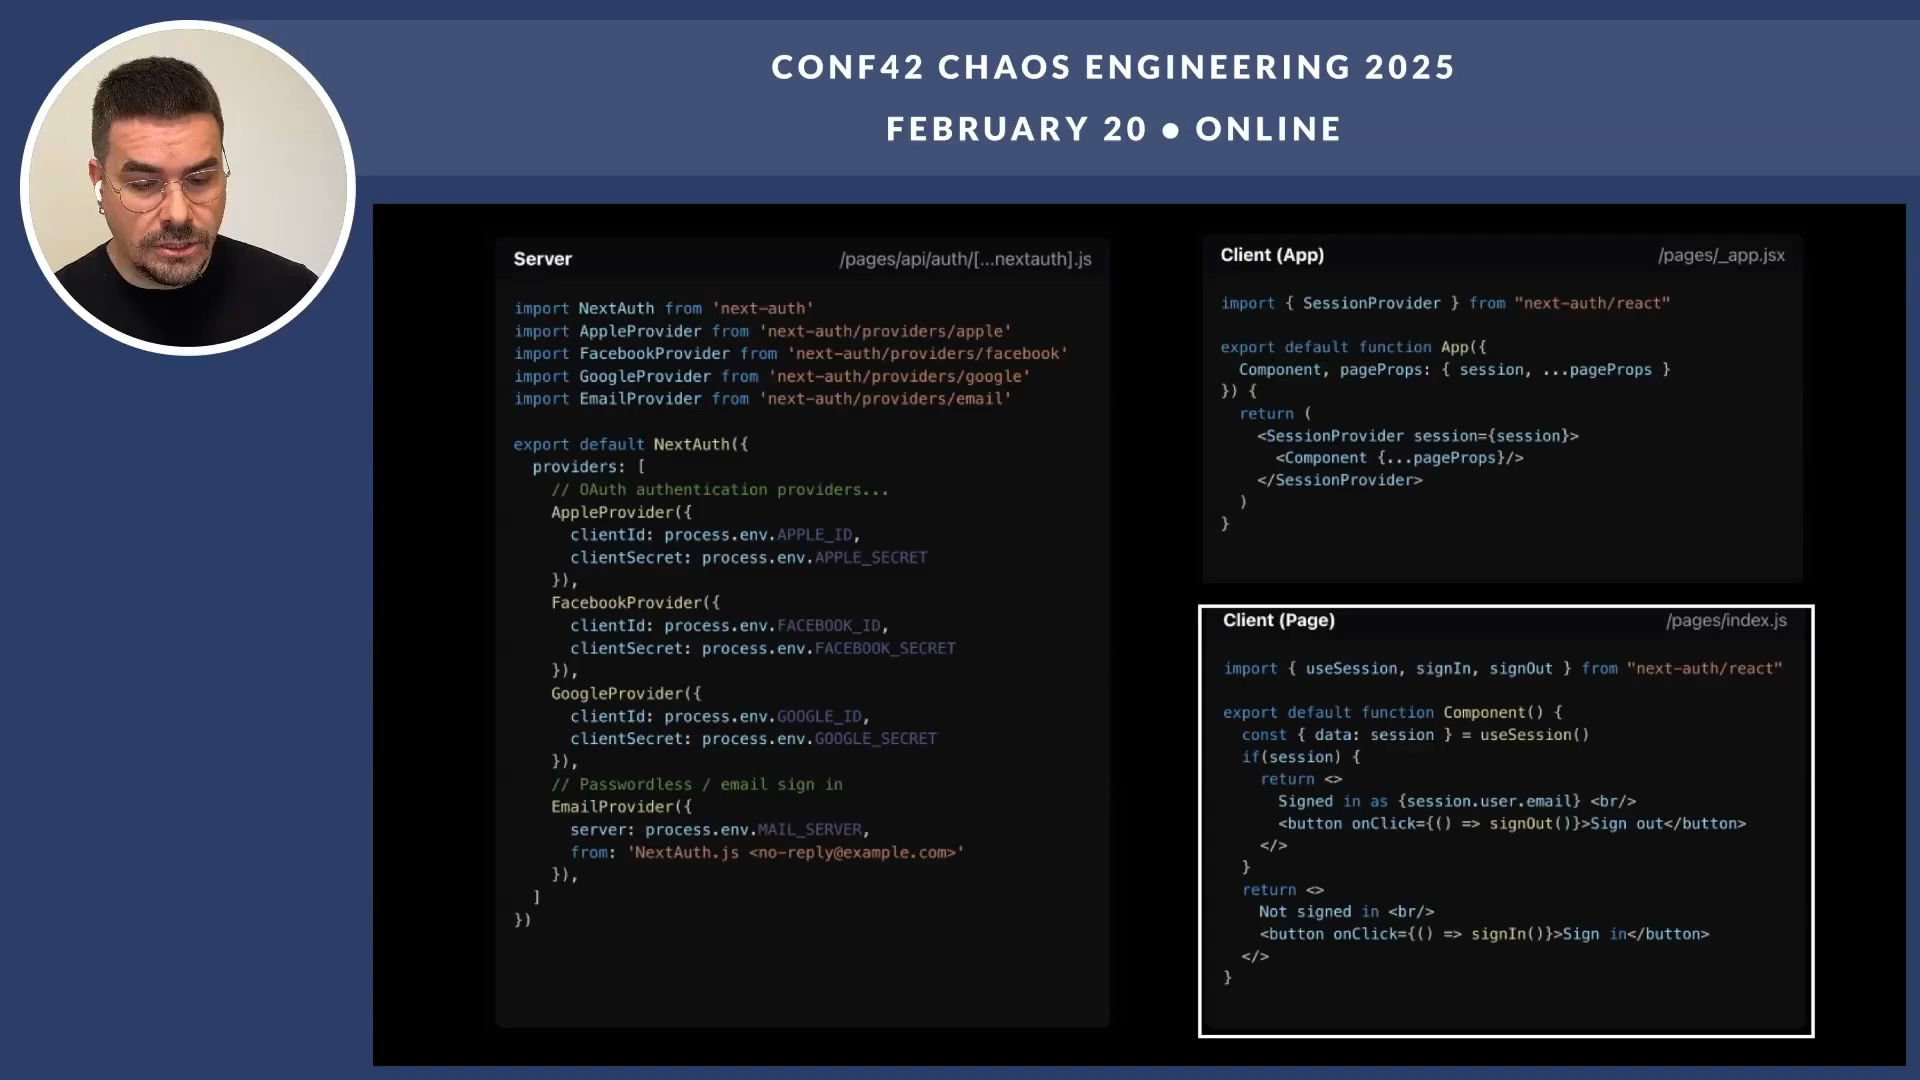 CONF42 CHAOS ENGINEERING 2025
FEBRUARY 20 ● ONLINE
Server /pages/api/auth/[...nextauth].js
import NextAuth from 'next-auth'
import AppleProvider from 'next-auth/providers/apple'
import FacebookProvider from 'next-auth/providers/facebook'
import GoogleProvider from 'next-auth/providers/google'
import EmailProvider from 'next-auth/providers/email'
export default NextAuth({
  providers: [
    // OAuth authentication providers...
    AppleProvider({
      clientId: process.env.APPLE_ID,
      clientSecret: process.env.APPLE_SECRET
    }),
    FacebookProvider({
      clientId: process.env.FACEBOOK_ID,
      clientSecret: process.env.FACEBOOK_SECRET
    }),
    GoogleProvider({
      clientId: process.env.GOOGLE_ID,
      clientSecret: process.env.GOOGLE_SECRET
    }),
    // Passwordless / email sign in
    EmailProvider({
      server: process.env.MAIL_SERVER,
      from: 'NextAuth.js <no-reply@example.com>'
    }),
  ]
})
Client (App) /pages/_app.jsx
import { SessionProvider } from "next-auth/react"
export default function App({
  Component, pageProps: { session, ...pageProps }
}) {
  return (
    <SessionProvider session={session}>
      <Component {...pageProps}/>
    </SessionProvider>
  )
}
Client (Page) /pages/index.js
import { useSession, signIn, signOut } from "next-auth/react"
export default function Component() {
  const { data: session } = useSession()
  if(session) {
    return <>
      Signed in as {session.user.email} <br/>
      <button onClick={() => signOut()}>Sign out</button>
    </>
  }
  return <>
    Not signed in <br/>
    <button onClick={() => signIn()}>Sign in</button>
  </>
}